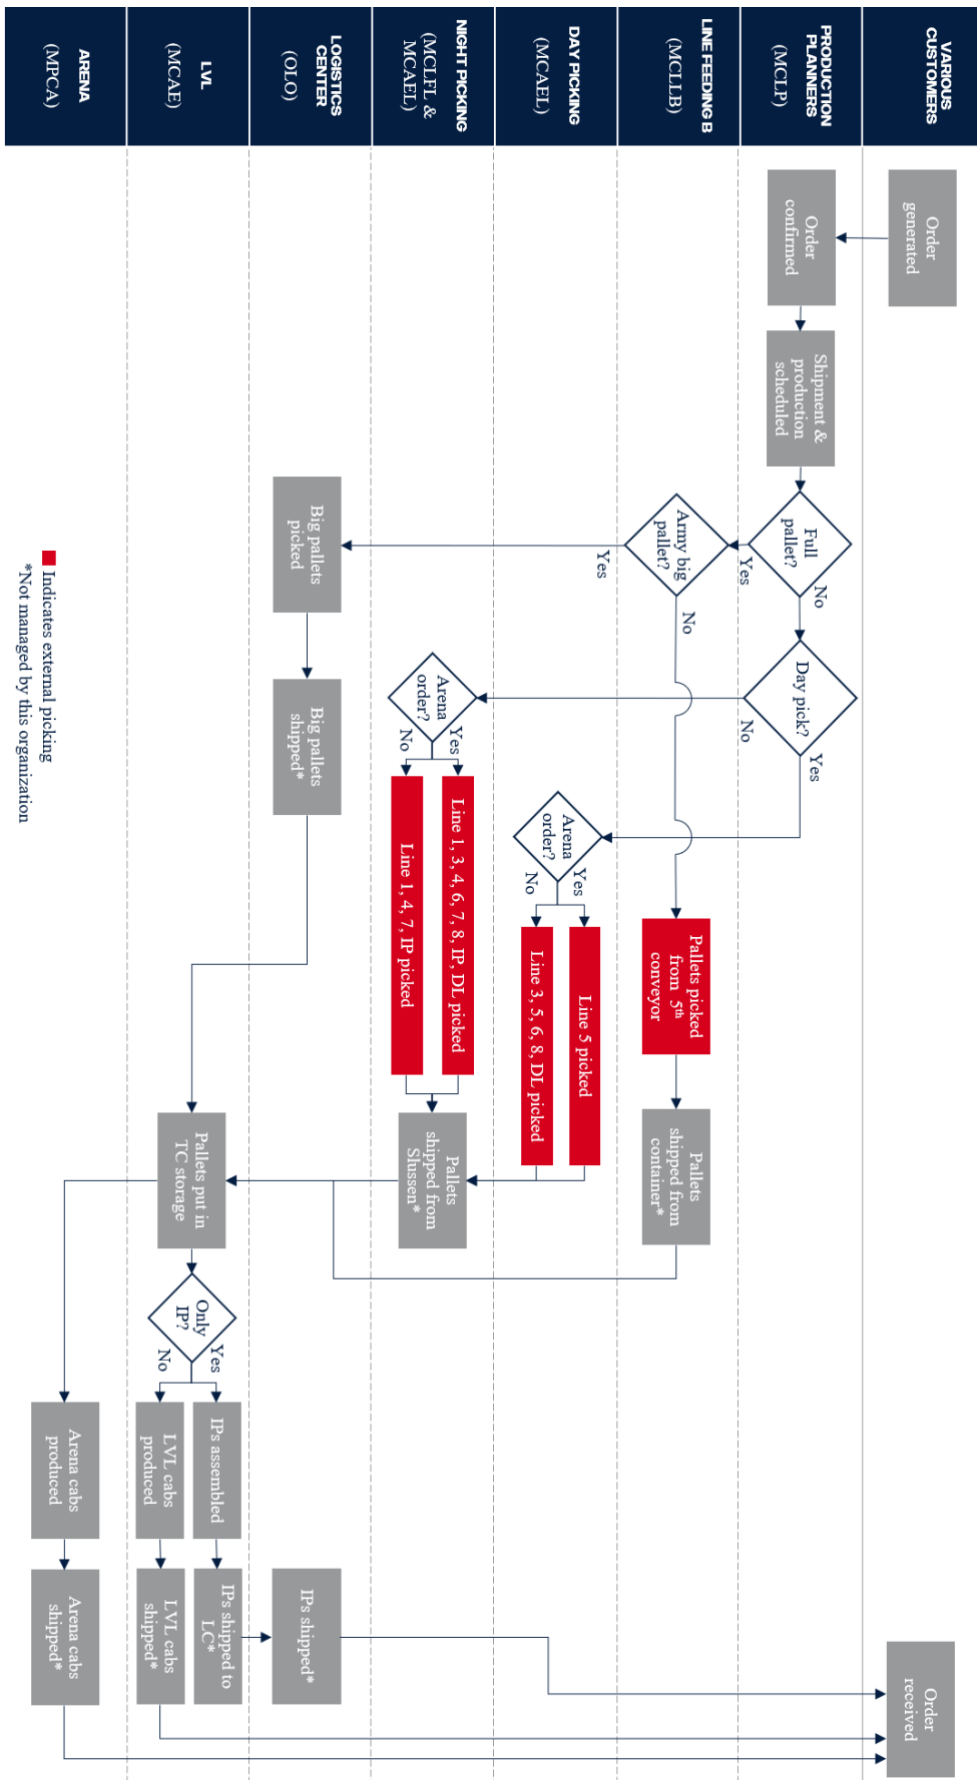 VARIOUS
CUSTOMERS
Order
generated
Order
received
PRODUCTION
PLANNERS
(MCLP)
Order
confirmed
Shipment &
production
scheduled
Full
pallet?
No
Yes
Day pick?
Yes
No
LINE FEEDING B
(MCLLB)
Army big
pallet?
No
Yes
Pallets picked
from 5th
conveyor
Pallets
shipped from
container*
DAY PICKING
(MCAEL)
Arena
order?
Yes
No
Line 5 picked
Line 3, 5, 6, 8, DL picked
NIGHT PICKING
(MCLFL &
MCAEL)
Arena
order?
Yes
No
Line 1, 3, 4, 6, 7, 8, IP, DL picked
Line 1, 4, 7, IP picked
Pallets
shipped from
Slussen*
LOGISTICS
CENTER
(OLO)
Big pallets
picked
Big pallets
shipped*
IPs shipped*
LVL
(MCAE)
Pallets put in
TC storage
Only
IP?
Yes
No
IPs assembled
IPs shipped to
LC*
LVL cabs
produced
LVL cabs
shipped*
ARENA
(MPCA)
Arena cabs
produced
Arena cabs
shipped*
Indicates external picking
*Not managed by this organization